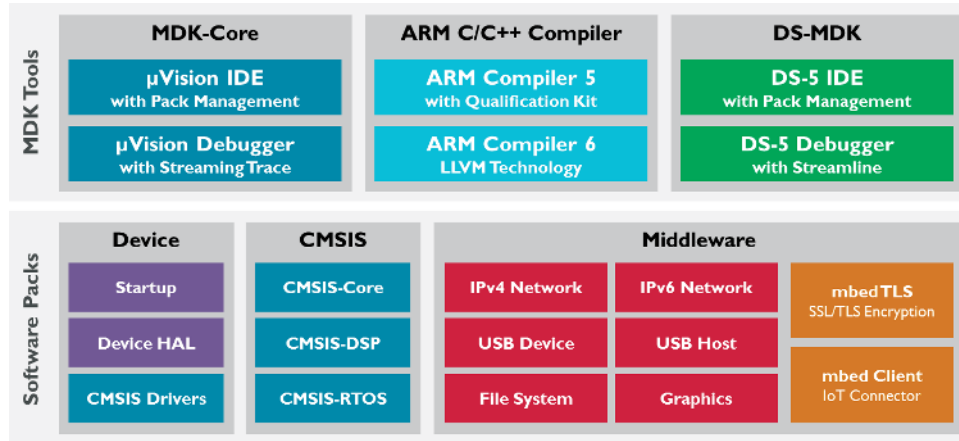 MDK Tools
MDK-Core
µVision IDE
with Pack Management
µVision Debugger
with Streaming Trace
ARM C/C++ Compiler
ARM Compiler 5
with Qualification Kit
ARM Compiler 6
LLVM Technology
DS-MDK
DS-5 IDE
with Pack Management
DS-5 Debugger
with Streamline
Software Packs
Device
Startup
Device HAL
CMSIS Drivers
CMSIS
CMSIS-Core
CMSIS-DSP
CMSIS-RTOS
Middleware
IPv4 Network
IPv6 Network
USB Device
USB Host
File System
Graphics
mbed TLS
SSL/TLS Encryption
mbed Client
IoT Connector